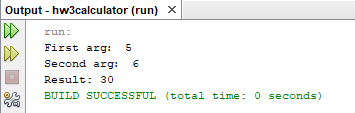 Output - hw3calculator (run) ×
run:
First arg:  5
Second arg:  6
Result: 30
BUILD SUCCESSFUL (total time: 0 seconds)